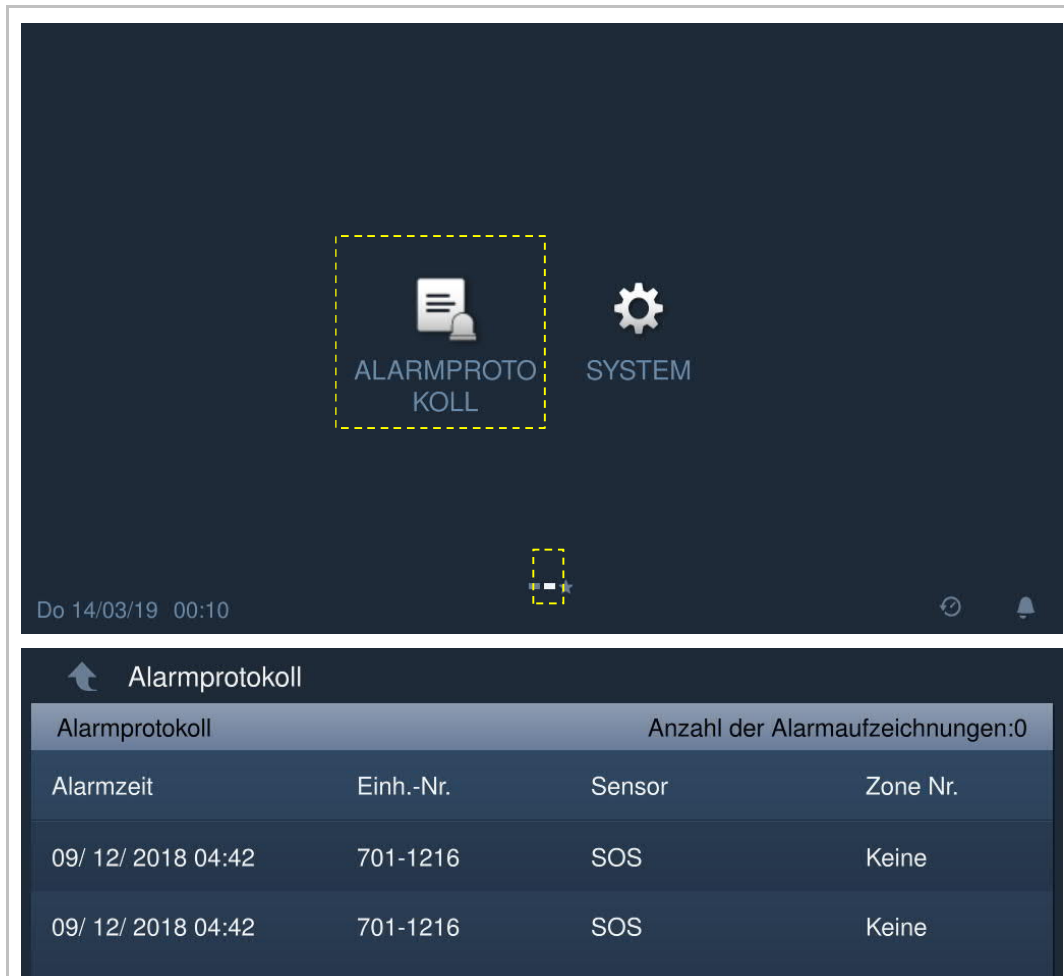 ALARMPROTO
KOLL
SYSTEM
Do 14/03/19 00:10
Alarmprotokoll
Alarmprotokoll Anzahl der Alarmaufzeichnungen:0
Alarmzeit Einh.-Nr. Sensor Zone Nr.
09/ 12/ 2018 04:42 701-1216 SOS Keine
09/ 12/ 2018 04:42 701-1216 SOS Keine